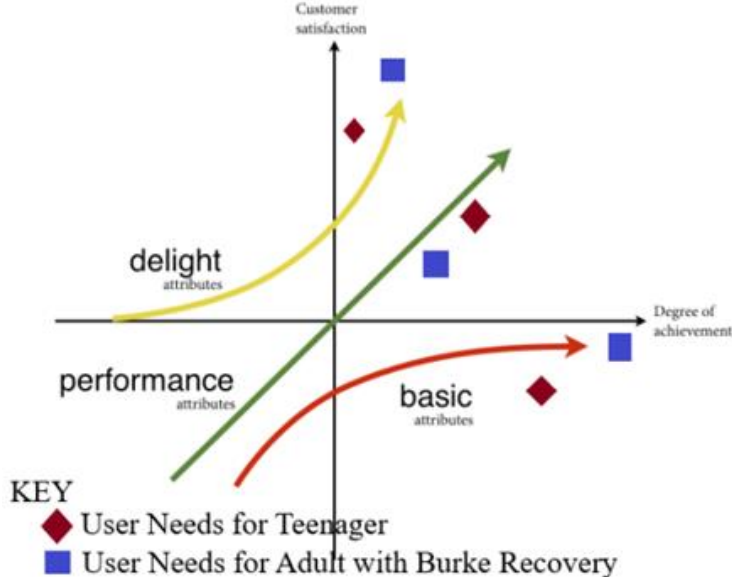 Customer
satisfaction
delight
attributes
Degree of
achievement
performance
attributes
basic
attributes
KEY
User Needs for Teenager
User Needs for Adult with Burke Recovery